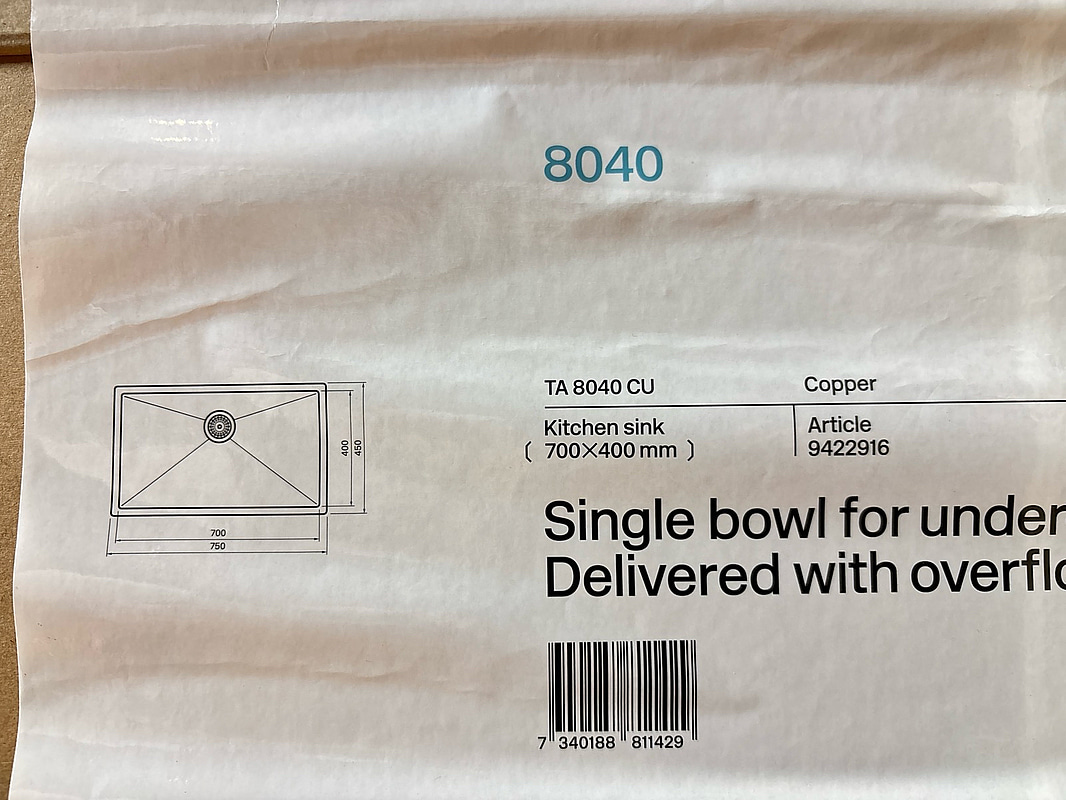 8040
TA 8040 CU
Copper
Kitchen sink
( 700×400 mm )
Article
9422916
400
450
700
750
Single bowl for under
Delivered with overflo
7 340188 811429